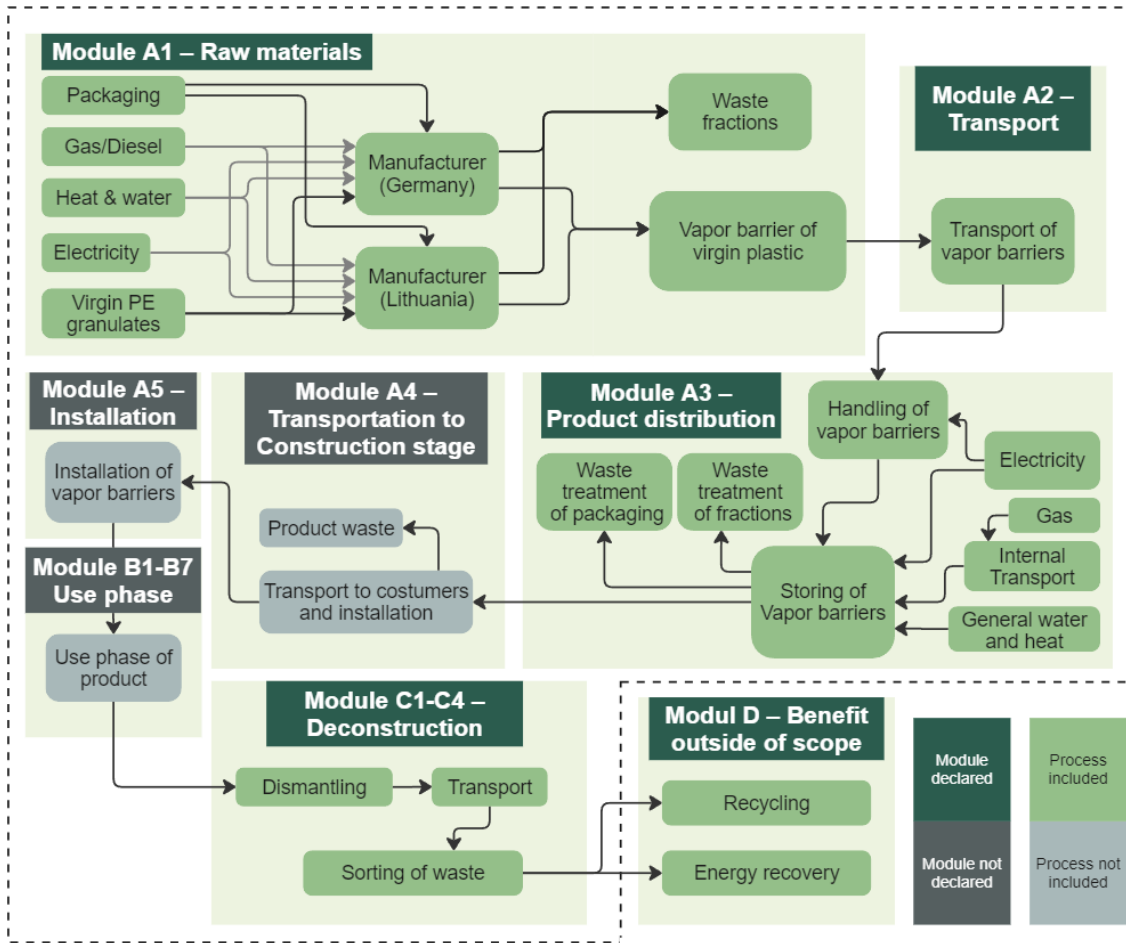 Module A1 – Raw materials
Packaging
Gas/Diesel
Heat & water
Electricity
Virgin PE
granulates
Manufacturer
(Germany)
Manufacturer
(Lithuania)
Waste
fractions
Vapor barrier of
virgin plastic
Module A2 –
Transport
Transport of
vapor barriers
Module A5 –
Installation
Installation of
vapor barriers
Module B1-B7
Use phase
Use phase of
product
Module A4 –
Transportation to
Construction stage
Product waste
Transport to costumers
and installation
Module A3 –
Product distribution
Handling of
vapor barriers
Waste
treatment
of packaging
Waste
treatment
of fractions
Electricity
Gas
Internal
Transport
Storing of
Vapor barriers
General water
and heat
Module C1-C4 –
Deconstruction
Dismantling
Transport
Sorting of waste
Modul D – Benefit
outside of scope
Recycling
Energy recovery
Module
declared
Process
included
Module not
declared
Process not
included